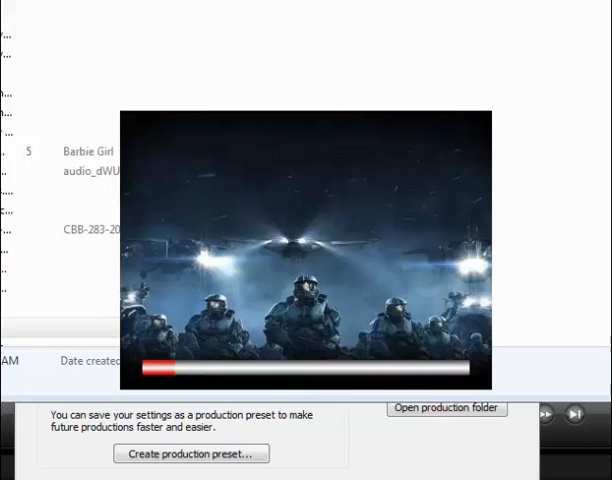 5 Barbie Girl
audio_dWU
CBB-283-20
AM Date created
You can save your settings as a production preset to make
future productions faster and easier.
Open production folder
Create production preset...